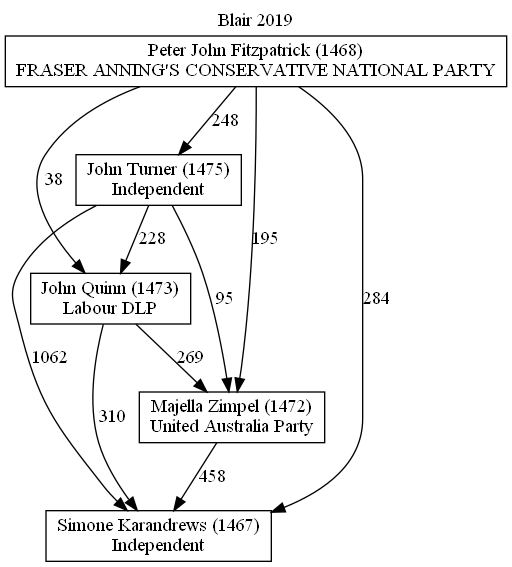 Blair 2019
Peter John Fitzpatrick (1468)
FRASER ANNING'S CONSERVATIVE NATIONAL PARTY
248
John Turner (1475)
Independent
38
228
195
John Quinn (1473)
Labour DLP
95
284
1062
269
Majella Zimpel (1472)
United Australia Party
310
458
Simone Karandrews (1467)
Independent